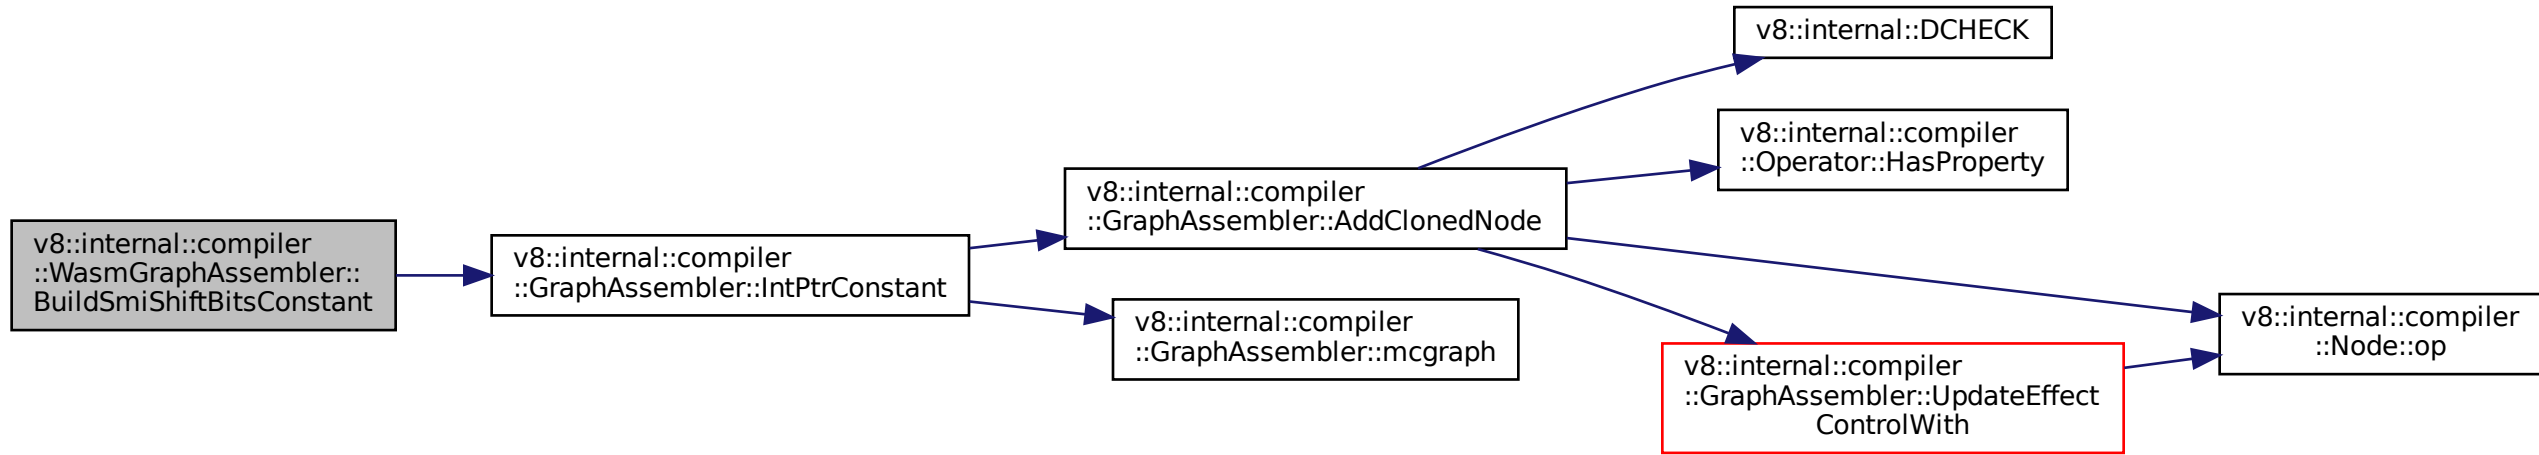 v8::internal::compiler
::WasmGraphAssembler::
BuildSmiShiftBitsConstant
v8::internal::compiler
::GraphAssembler::IntPtrConstant
v8::internal::compiler
::GraphAssembler::AddClonedNode
v8::internal::DCHECK
v8::internal::compiler
::Operator::HasProperty
v8::internal::compiler
::Node::op
v8::internal::compiler
::GraphAssembler::UpdateEffect
ControlWith
v8::internal::compiler
::GraphAssembler::mcgraph